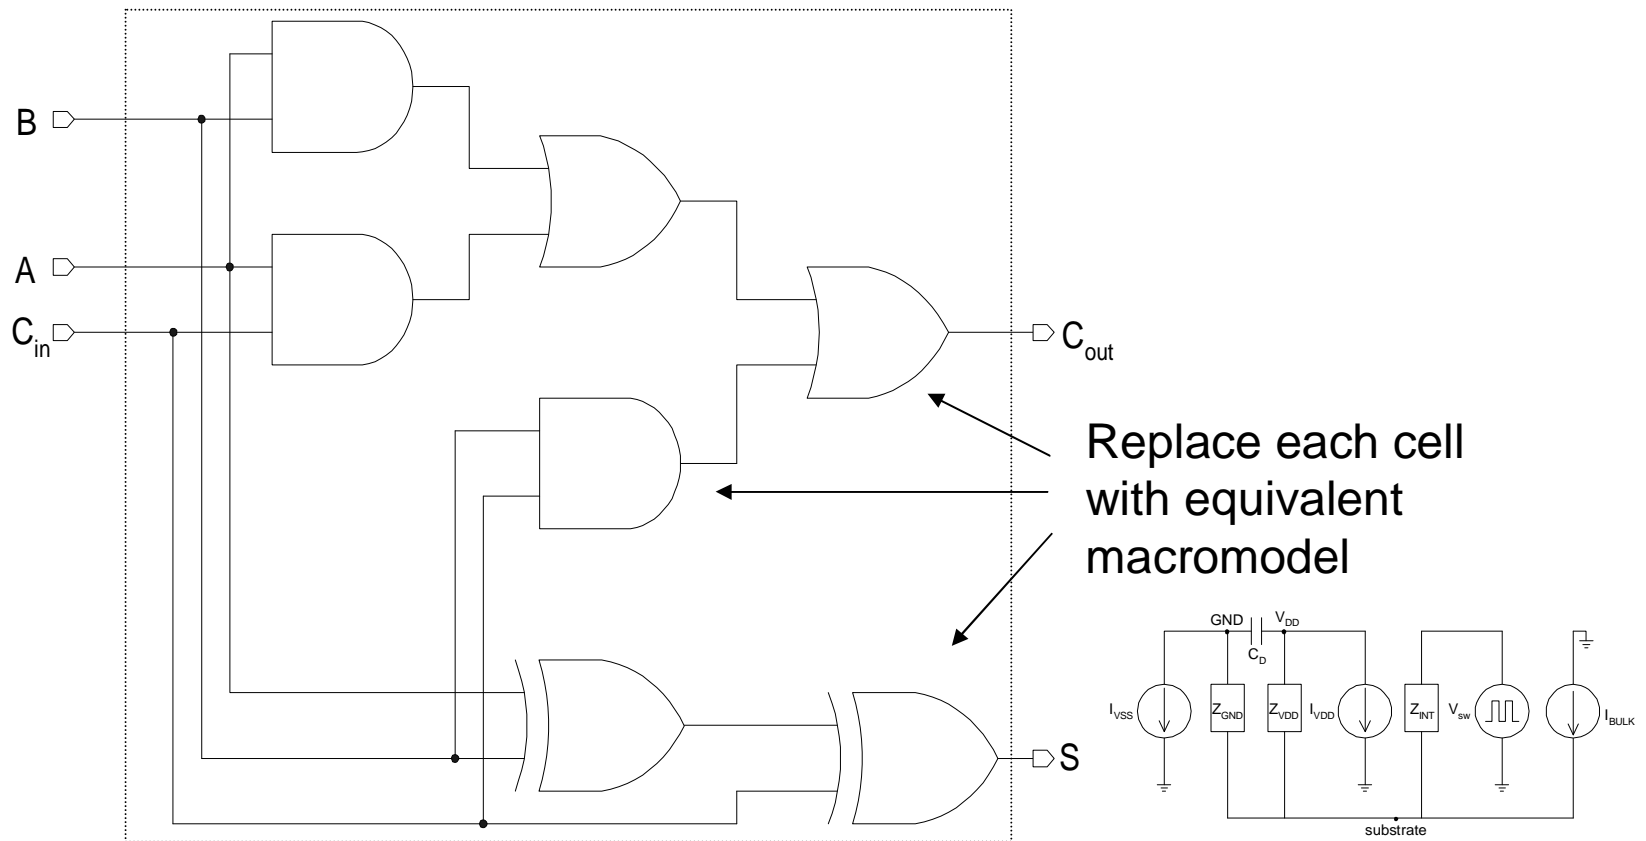 B
A
Cin
Cout
Replace each cell
with equivalent
macromodel
GND
VDD
CD
IVSS
ZGND
ZVDD
IVDD
ZINT
Vsw
IBULK
S
substrate